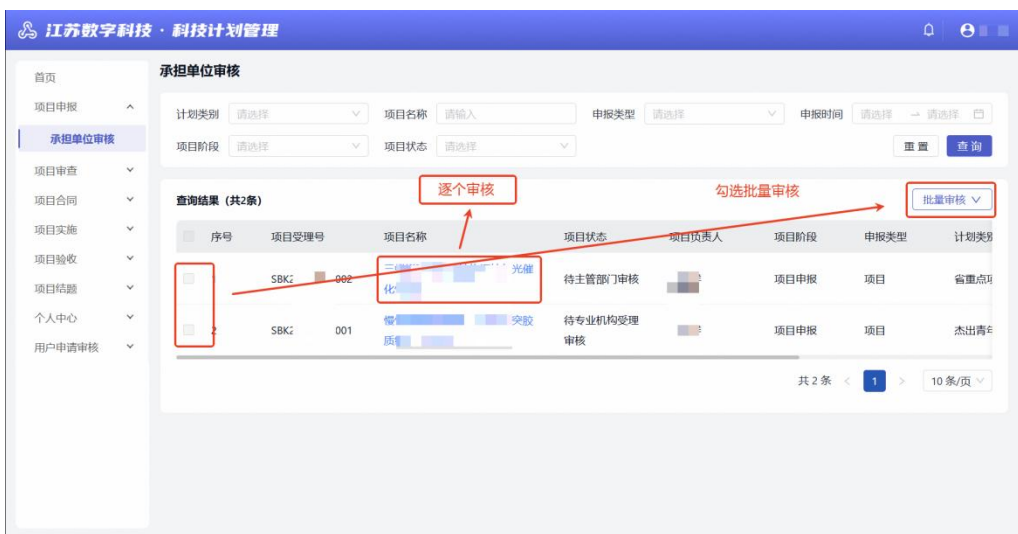 江苏数字科技 · 科技计划管理
首页
项目申报
承担单位审核
项目审查
项目合同
项目实施
项目验收
项目结题
个人中心
用户申请审核
承担单位审核
计划类别 请选择 项目名称 请输入 申报类型 请选择 申报时间 请选择 → 请选择
项目阶段 请选择 项目状态 请选择 重置 查询
逐个审核
勾选批量审核
查询结果（共2条） 批量审核
序号 项目受理号 项目名称 项目状态 项目负责人 项目阶段 申报类型 计划类
SBK2 002 光催 待主管部门审核 项目申报 项目 省重点
化
2 SBK2 001 突胶 待专业机构受理 项目申报 项目 杰出青
质 审核
共 2 条 < 1 > 10 条/页